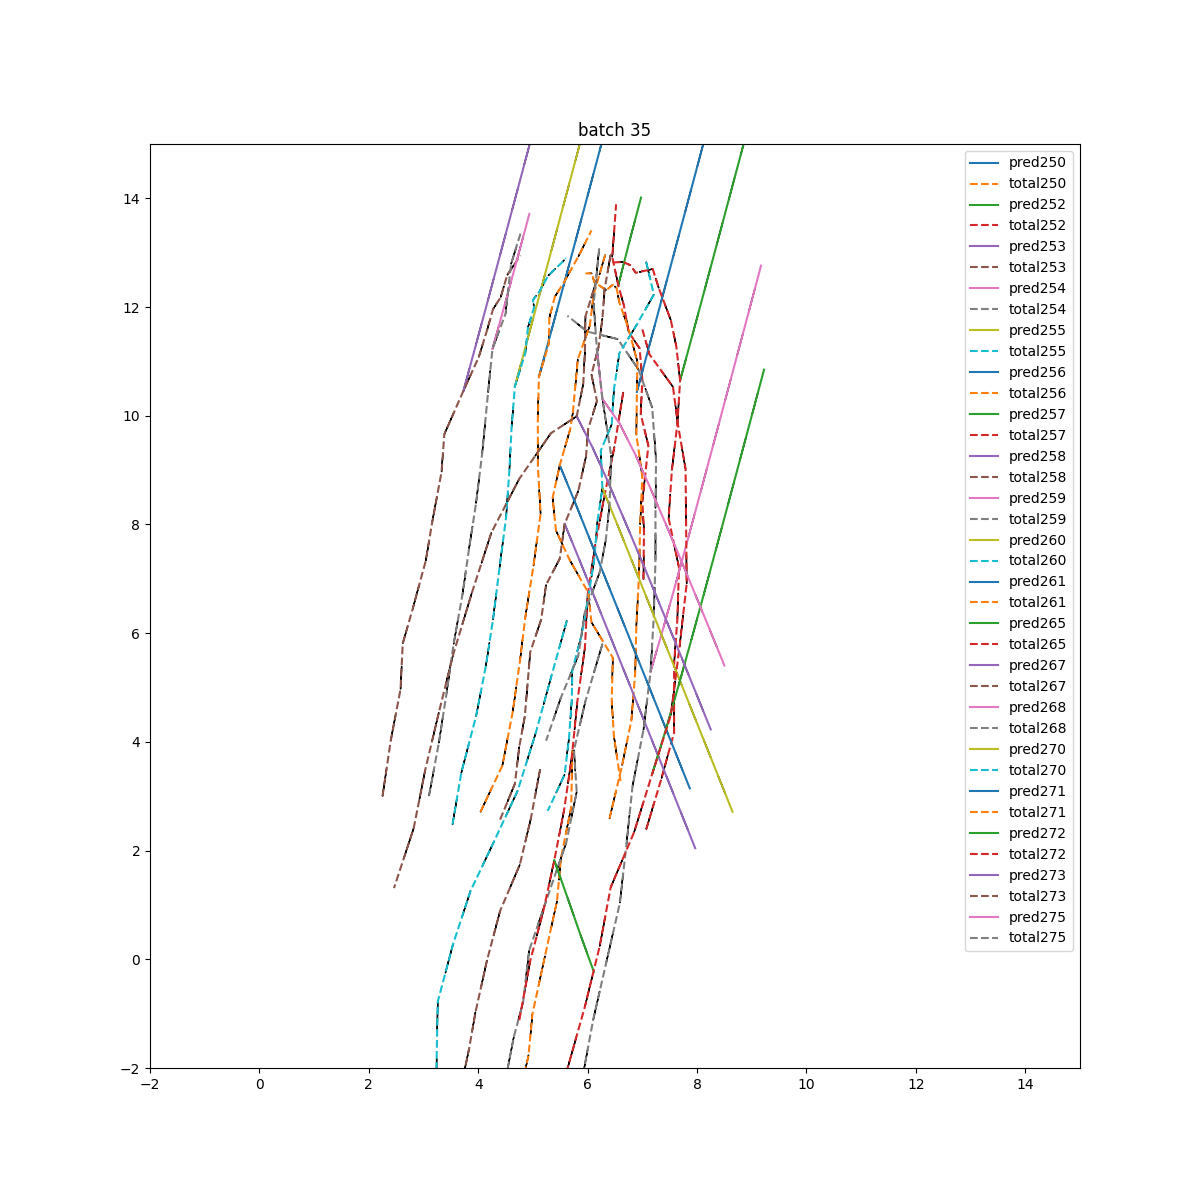 batch 35
14
12
10
8
6
4
2
0
−2
−2
0
2
4
6
8
10
12
14
pred250
total250
pred252
total252
pred253
total253
pred254
total254
pred255
total255
pred256
total256
pred257
total257
pred258
total258
pred259
total259
pred260
total260
pred261
total261
pred265
total265
pred267
total267
pred268
total268
pred270
total270
pred271
total271
pred272
total272
pred273
total273
pred275
total275